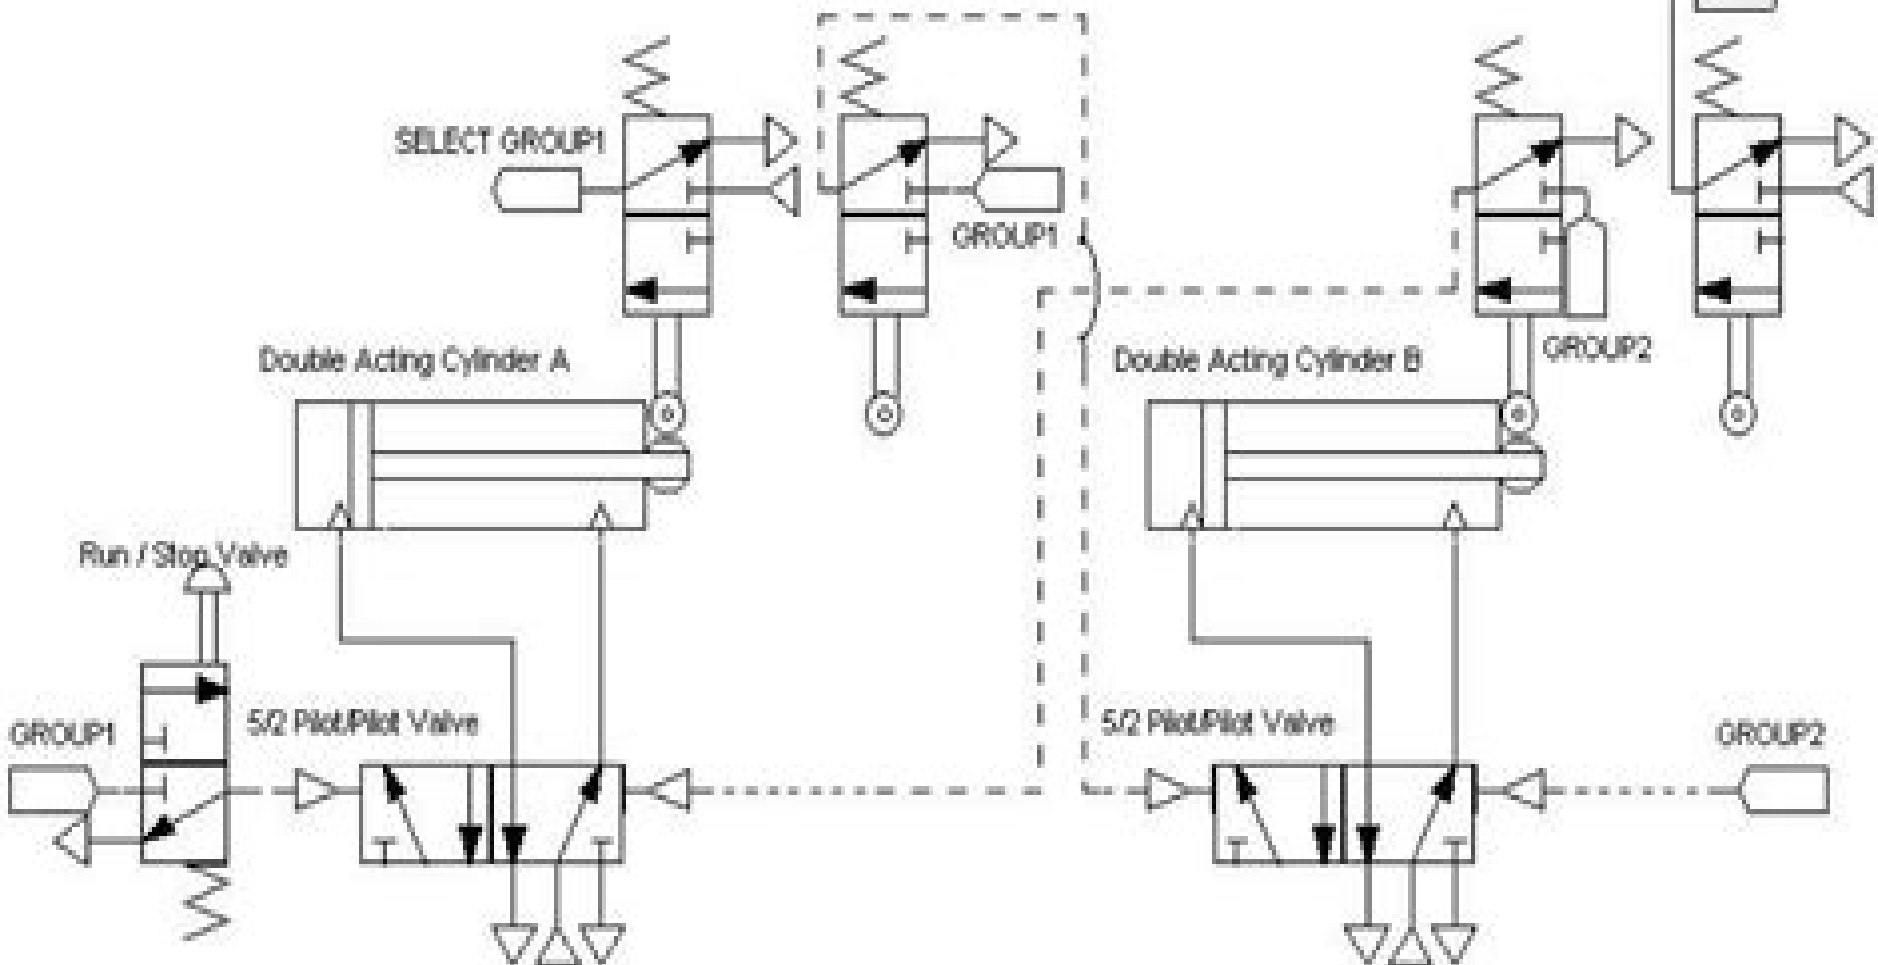 SELECT GROUP1
GROUP1
Double Acting Cylinder A
Double Acting Cylinder B
GROUP2
Run / Stop Valve
GROUP1
5/2 Pilot/Pilot Valve
5/2 Pilot/Pilot Valve
GROUP2